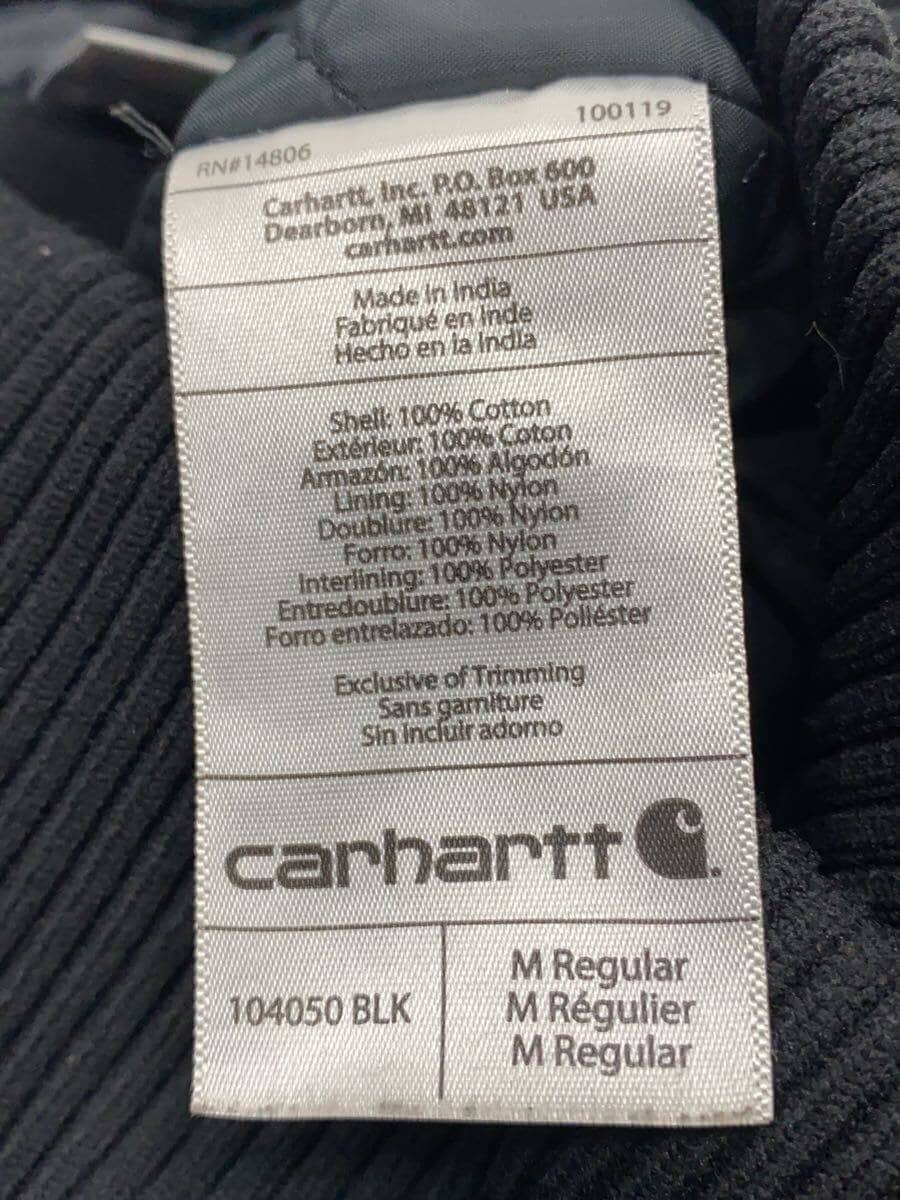 RN#14806
100119
Carhartt, Inc. P.O. Box 600
Dearborn, MI 48121 USA
carhartt.com
Made in India
Fabriqué en Inde
Hecho en la India
Shell: 100% Cotton
Extérieur: 100% Coton
Armazón: 100% Algodón
Lining: 100% Nylon
Doublure: 100% Nylon
Forro: 100% Nylon
Interlining: 100% Polyester
Entredoublure: 100% Polyester
Forro entrelazado: 100% Poliéster
Exclusive of Trimming
Sans garniture
Sin incluir adorno
carhartt
104050 BLK
M Regular
M Régulier
M Regular